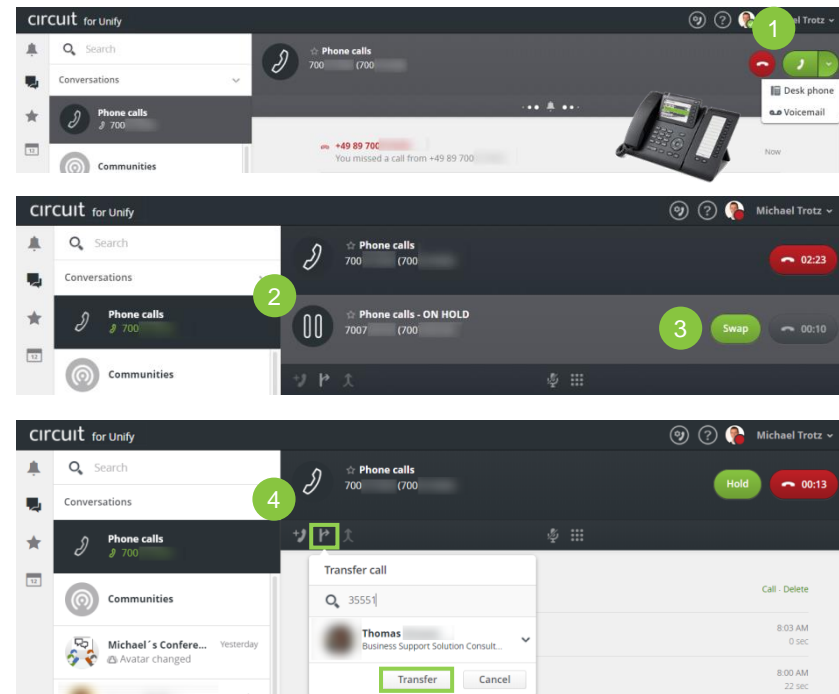 circuit for Unify
el Trotz
1
Search
☆ Phone calls
700 (700
Conversations
Desk phone
Voicemail
Phone calls
700
+49 89 700
You missed a call from +49 89 700
Now
12
Communities
circuit for Unify
Michael Trotz
Search
☆ Phone calls
700 (700
02:23
Conversations
2
Phone calls
700
☆ Phone calls - ON HOLD
7007 (700
3
Swap
00:10
12
Communities
circuit for Unify
Michael Trotz
Search
☆ Phone calls
700 (700
Hold
00:13
Conversations
4
Phone calls
700
12
Transfer call
Call - Delete
Communities
35551
8:03 AM
0 sec
Thomas
Business Support Solution Consult...
Michael´s Confere... Yesterday
Avatar changed
Transfer
Cancel
8:00 AM
22 sec